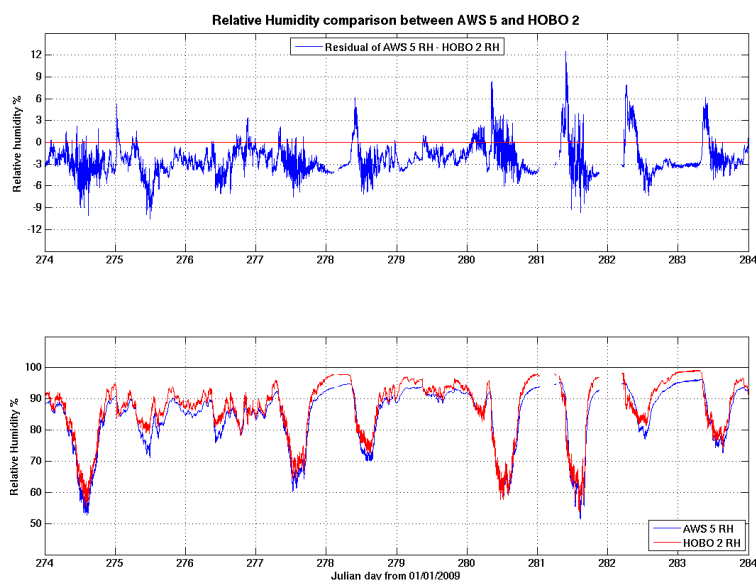 Relative Humidity comparison between AWS 5 and HOBO 2
Residual of AWS 5 RH - HOBO 2 RH
Relative humidity %
12
9
6
3
0
-3
-6
-9
-12
274 275 276 277 278 279 280 281 282 283 284
Relative Humidity %
100
90
80
70
60
50
40
AWS 5 RH
HOBO 2 RH
274 275 276 277 278 279 280 281 282 283 284
Julian day from 01/01/2009